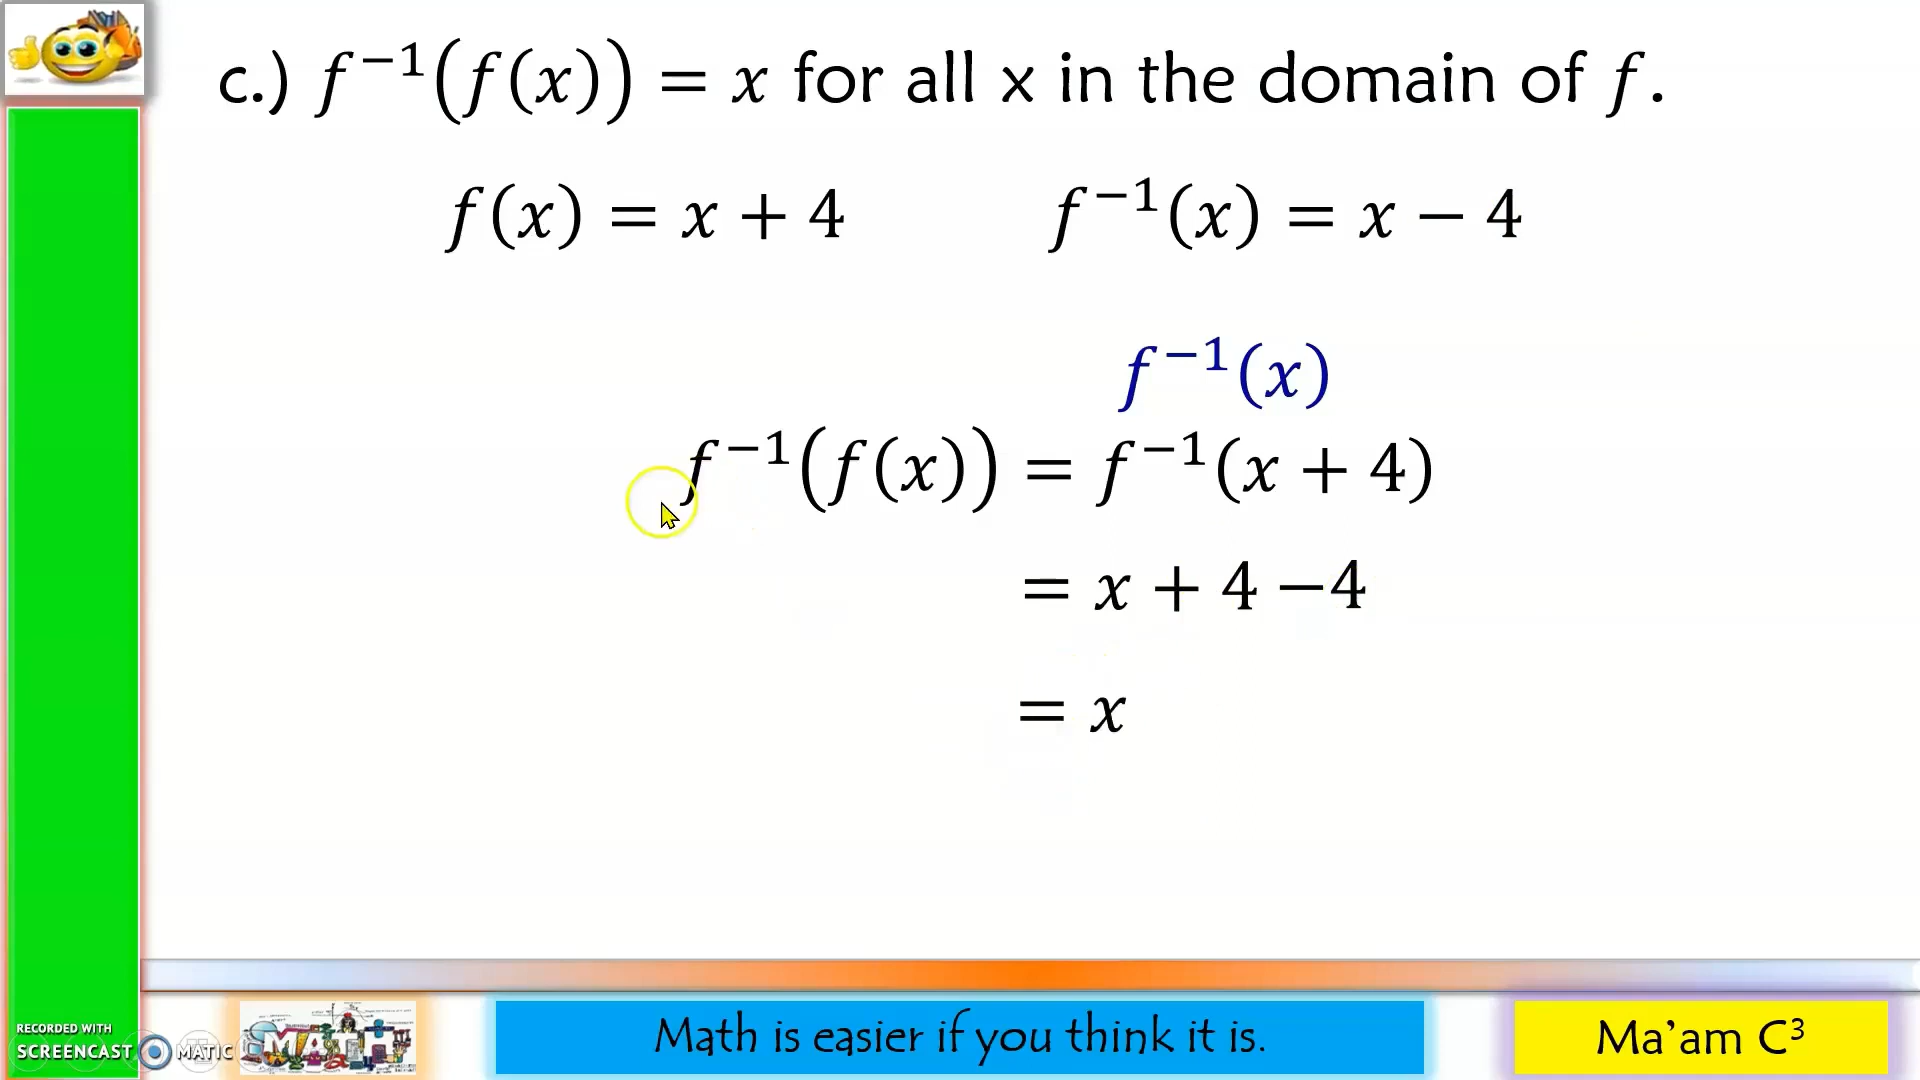 c.) f⁻¹(f(x)) = x for all x in the domain of f.
f(x) = x + 4 f⁻¹(x) = x − 4
f⁻¹(x)
f⁻¹(f(x)) = f⁻¹(x + 4)
= x + 4 −4
= x
RECORDED WITH
SCREENCAST MATIC
MATH
Math is easier if you think it is.
Ma’am C³